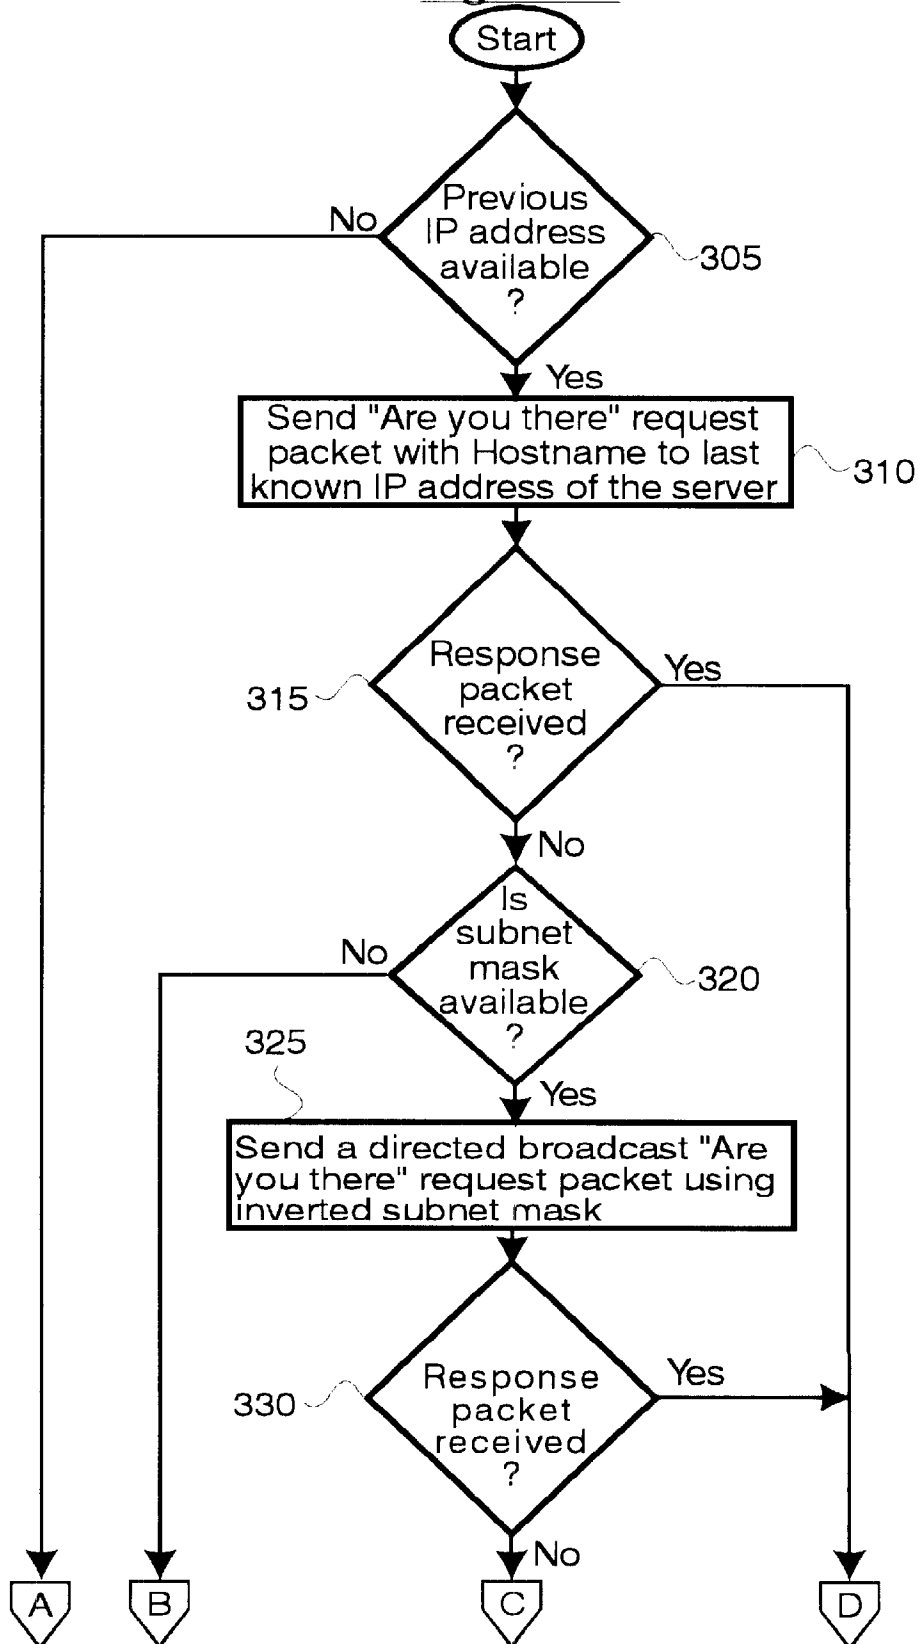 Start
Previous
IP address
available
?
No
305
Yes
Send "Are you there" request
packet with Hostname to last
known IP address of the server
310
Response
packet
received
?
315
Yes
No
Is
subnet
mask
available
?
No
320
325
Yes
Send a directed broadcast "Are
you there" request packet using
inverted subnet mask
Response
packet
received
?
330
Yes
No
A
B
C
D